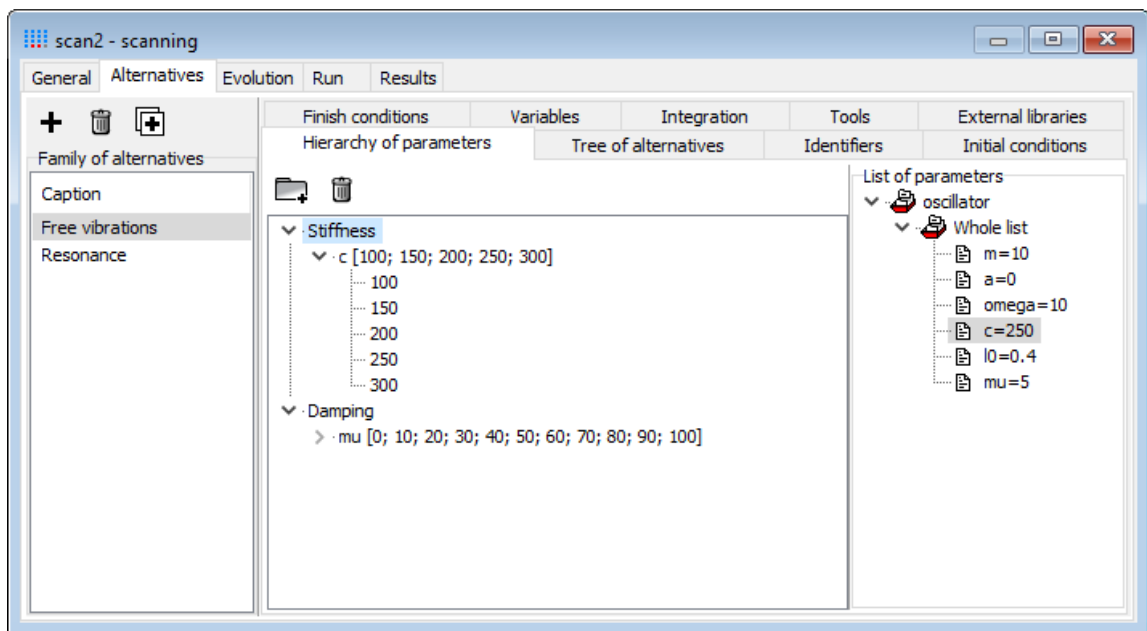 scan2 - scanning
General Alternatives Evolution Run Results
Family of alternatives
Caption
Free vibrations
Resonance
Finish conditions Variables Integration Tools External libraries
Hierarchy of parameters Tree of alternatives Identifiers Initial conditions
Stiffness
c [100; 150; 200; 250; 300]
100
150
200
250
300
Damping
mu [0; 10; 20; 30; 40; 50; 60; 70; 80; 90; 100]
List of parameters
oscillator
Whole list
m=10
a=0
omega=10
c=250
l0=0.4
mu=5